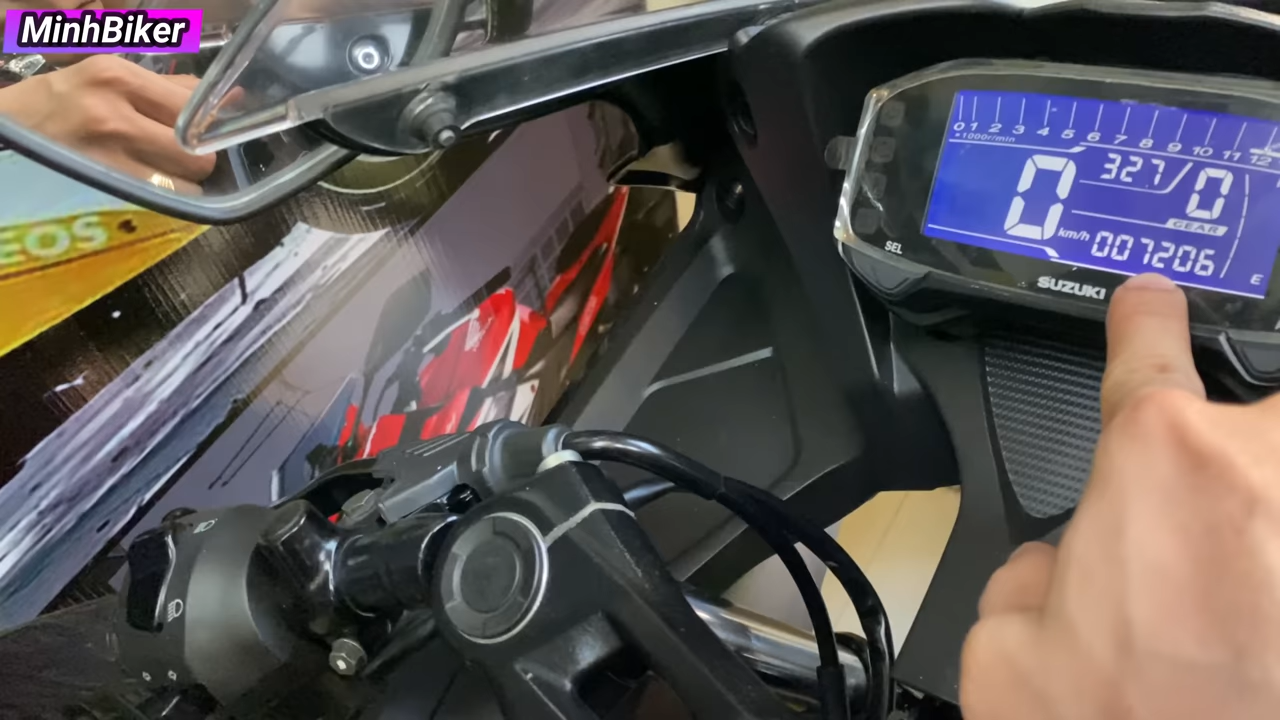 MinhBiker
EOS
0 1 2 3 4 5 6 7 8 9 10 11 12
×1000r/min
327/0
GEAR
0 km/h
007206
E
SEL
SUZUKI